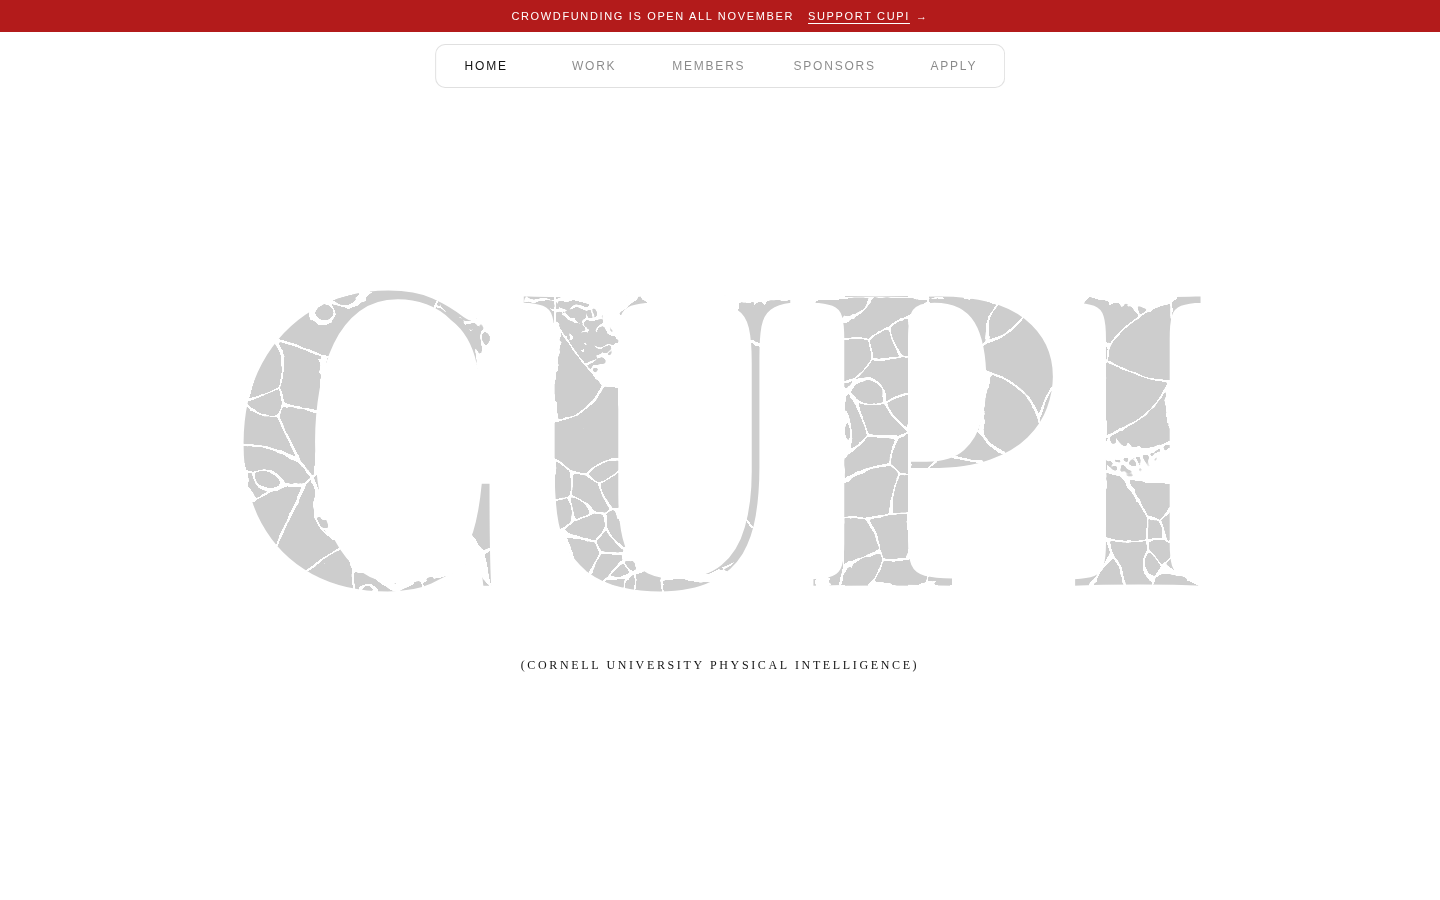 CROWDFUNDING IS OPEN ALL NOVEMBER SUPPORT CUPI →
HOME WORK MEMBERS SPONSORS APPLY
CUPI
(CORNELL UNIVERSITY PHYSICAL INTELLIGENCE)